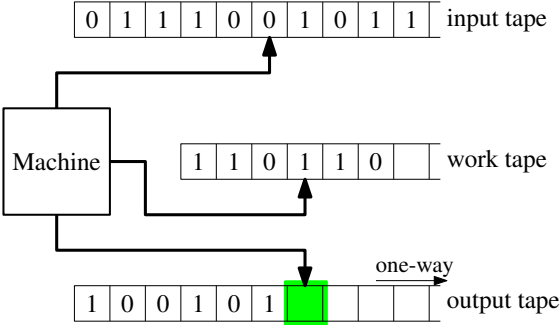 0 1 1 1 0 0 1 0 1 1 input tape
Machine
1 1 0 1 1 0 work tape
one-way
1 0 0 1 0 1 output tape